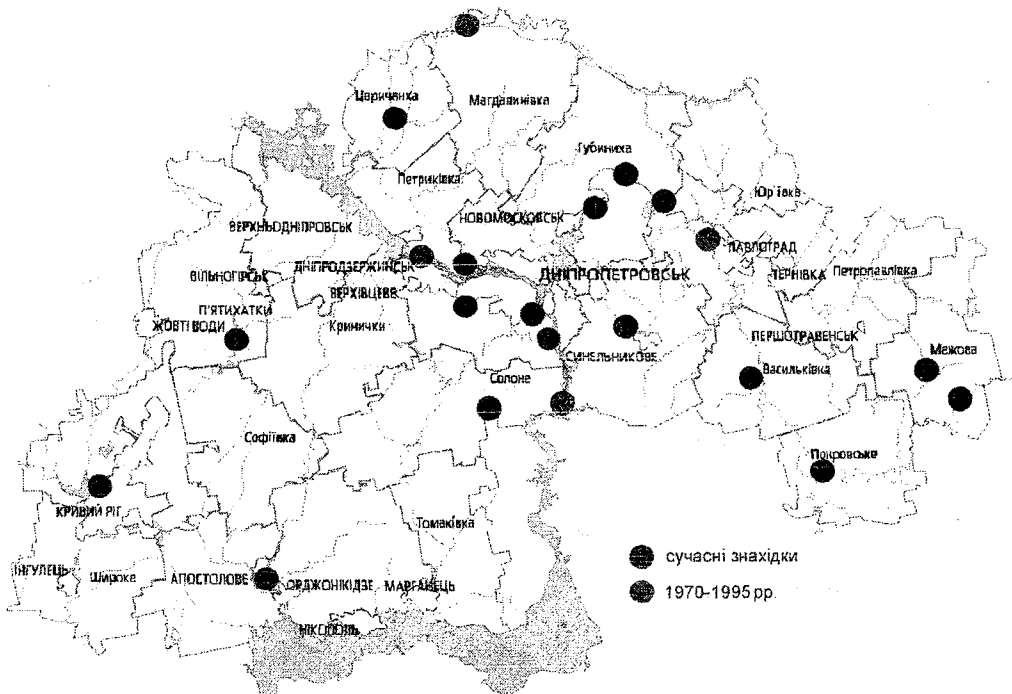 Царичанка
Магдалинівка
Губиниха
Петриківка
Юр'ївка
НОВОМОСКОВСЬК
ВЕРХНЬОДНІПРОВСЬК
ПАВЛОГРАД
ДНІПРОДЗЕРЖИНСЬК
ДНІПРОПЕТРОВСЬК
ТЕРНІВКА
Петропавлівка
ВІЛЬНОГІРСЬК
ВЕРХІВЦЕВЕ
П'ЯТИХАТКИ
ЖОВТІ ВОДИ
Кринички
ПЕРШОТРАВЕНСЬК
СИНЕЛЬНИКОВЕ
Межова
Васильківка
Солоне
Софіївка
Покровське
КРИВИЙ РІГ
Томаківка
сучасні знахідки
ІНГУЛЕЦЬ
Широке
АПОСТОЛОВЕ
ОРДЖОНІКІДЗЕ
МАРГАНЕЦЬ
1970-1995 рр.
НІКОПОЛЬ